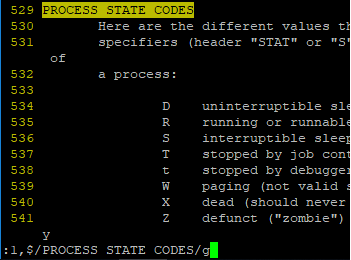 529 PROCESS STATE CODES
530 Here are the different values th
531 specifiers (header "STAT" or "S"
of
532 a process:
533
534 D uninterruptible sle
535 R running or runnable
536 S interruptible sleep
537 T stopped by job cont
538 t stopped by debugger
539 W paging (not valid s
540 X dead (should never
541 Z defunct ("zombie")
y
:1,$/PROCESS STATE CODES/g